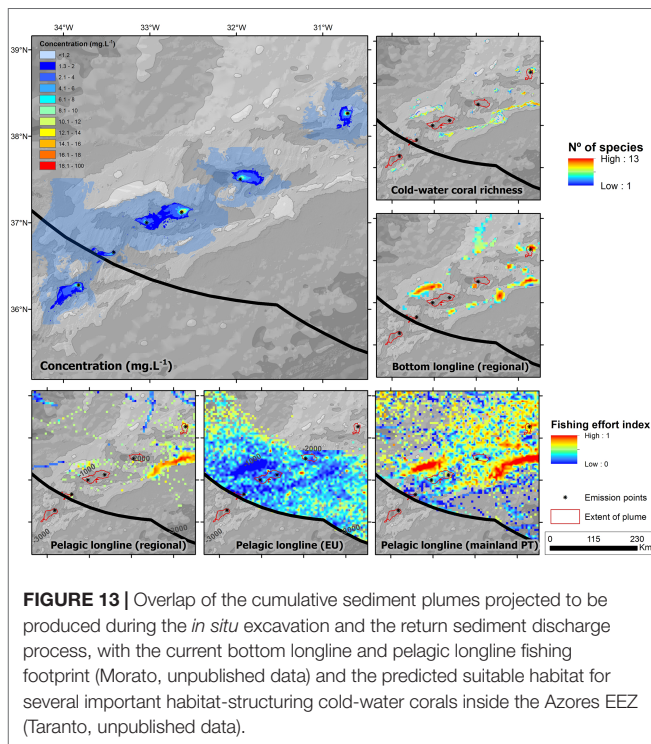 34°W
33°W
32°W
31°W
39°N
38°N
37°N
36°N
Concentration (mg.L-1)
<1.2
1.3 - 2
2.1 - 4
4.1 - 6
6.1 - 8
8.1 - 10
10.1 - 12
12.1 - 14
14.1 - 16
16.1 - 18
18.1 - 100
Concentration (mg.L-1)
Cold-water coral richness
Nº of species
High : 13
Low : 1
Bottom longline (regional)
-1000
-2000
-3000
Pelagic longline (regional)
-1000
-2000
-3000
Pelagic longline (EU)
-1000
-2000
Pelagic longline (mainland PT)
Fishing effort index
High : 1
Low : 0
Emission points
Extent of plume
0 115 230
Km
FIGURE 13 | Overlap of the cumulative sediment plumes projected to be
produced during the in situ excavation and the return sediment discharge
process, with the current bottom longline and pelagic longline fishing
footprint (Morato, unpublished data) and the predicted suitable habitat for
several important habitat-structuring cold-water corals inside the Azores EEZ
(Taranto, unpublished data).